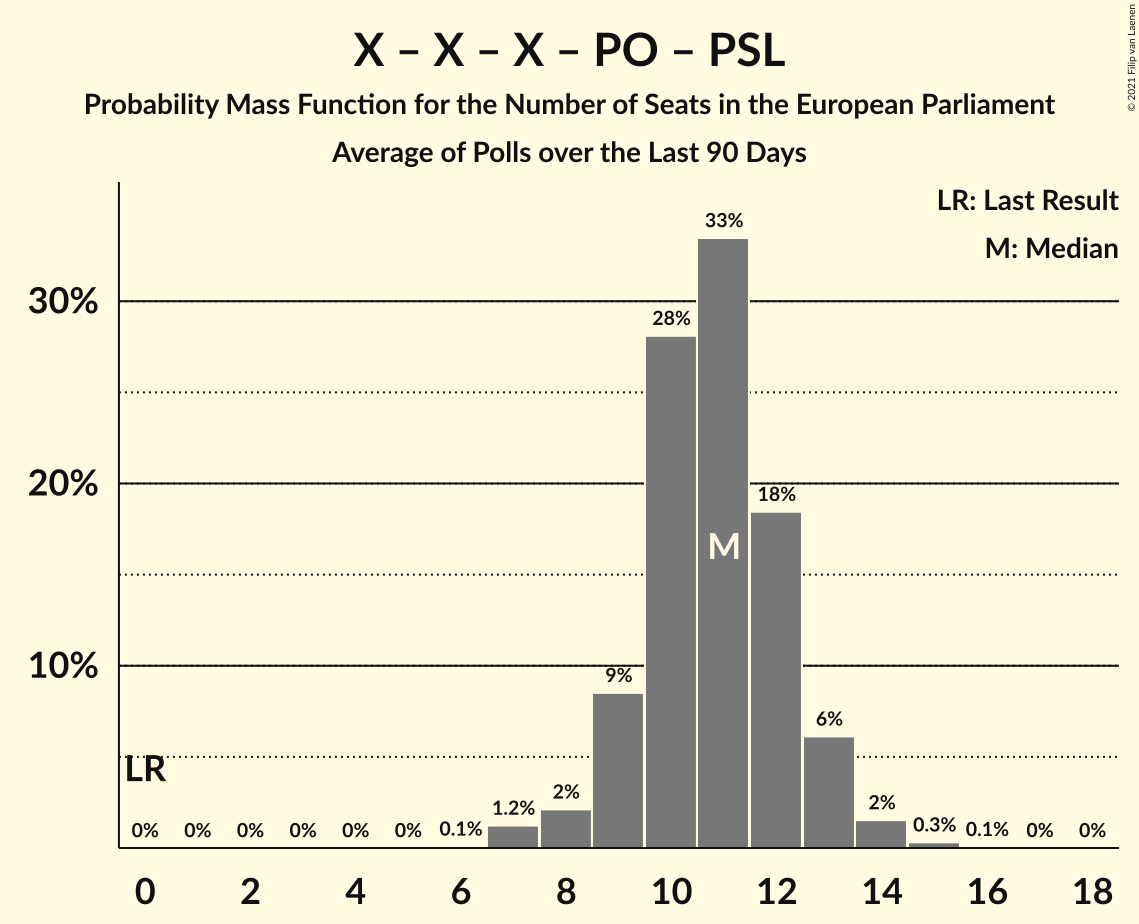 X – X – X – PO – PSL
Probability Mass Function for the Number of Seats in the European Parliament
Average of Polls over the Last 90 Days
© 2021 Filip van Laenen
LR: Last Result
M: Median
30%
20%
10%
0%
0%
0%
0%
0%
0%
0.1%
1.2%
2%
9%
28%
33%
18%
6%
2%
0.3%
0.1%
0%
0%
LR
M
0 2 4 6 8 10 12 14 16 18